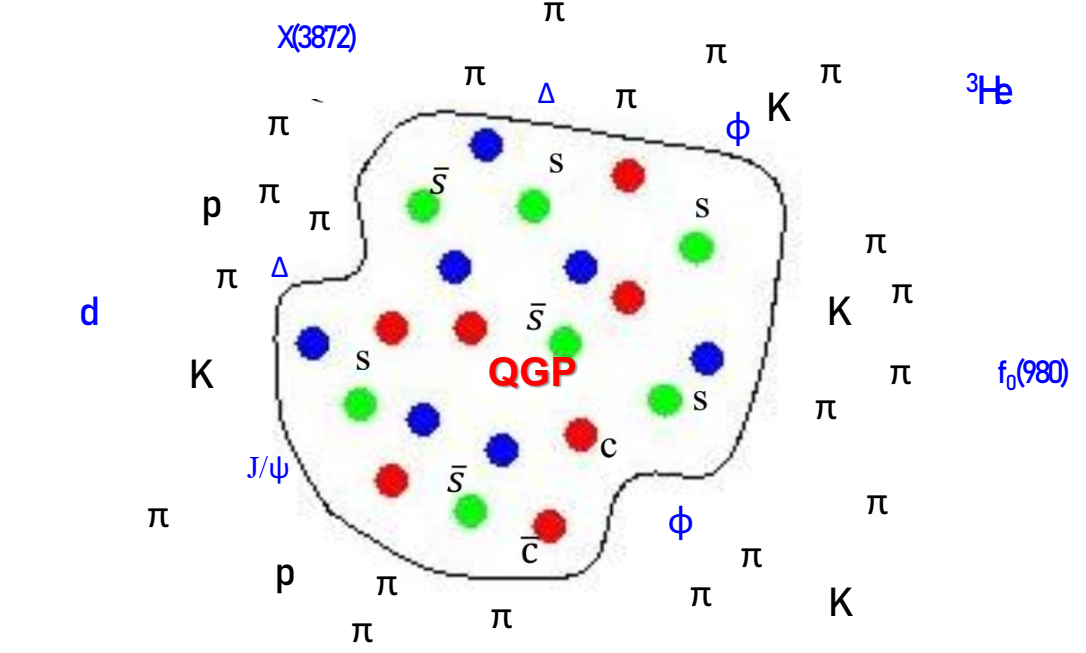 π
X(3872)
π
π
π
Δ
π
³He
K
π
ϕ
s
s̅
π
p
s
π
π
π
Δ
π
d
s̅
K
s
K
QGP
π
f₀(980)
s
π
c
J/ψ
s̅
π
π
ϕ
c̅
π
p
π
π
K
π
π